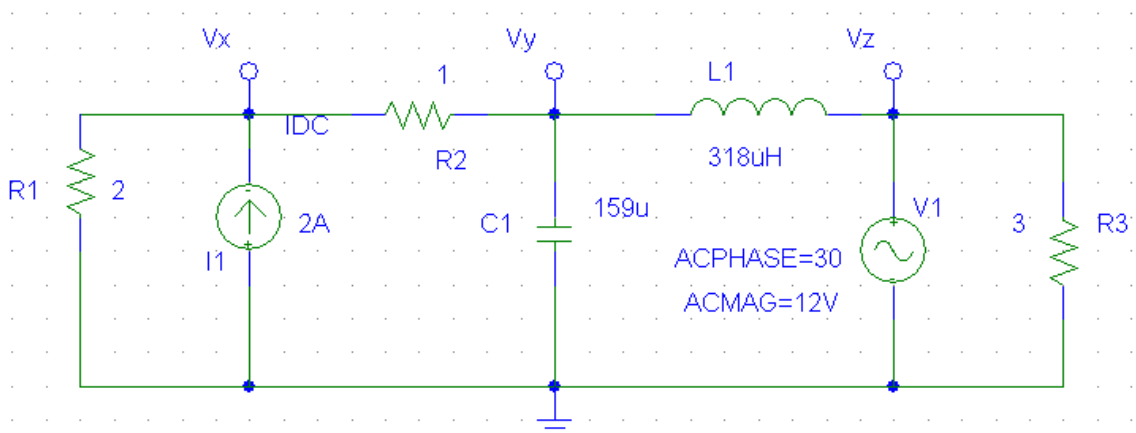 Vx
Vy
Vz
1
L1
IDC
R2
318uH
R1
2
2A
I1
C1
159u
V1
3
R3
ACPHASE=30
ACMAG=12V